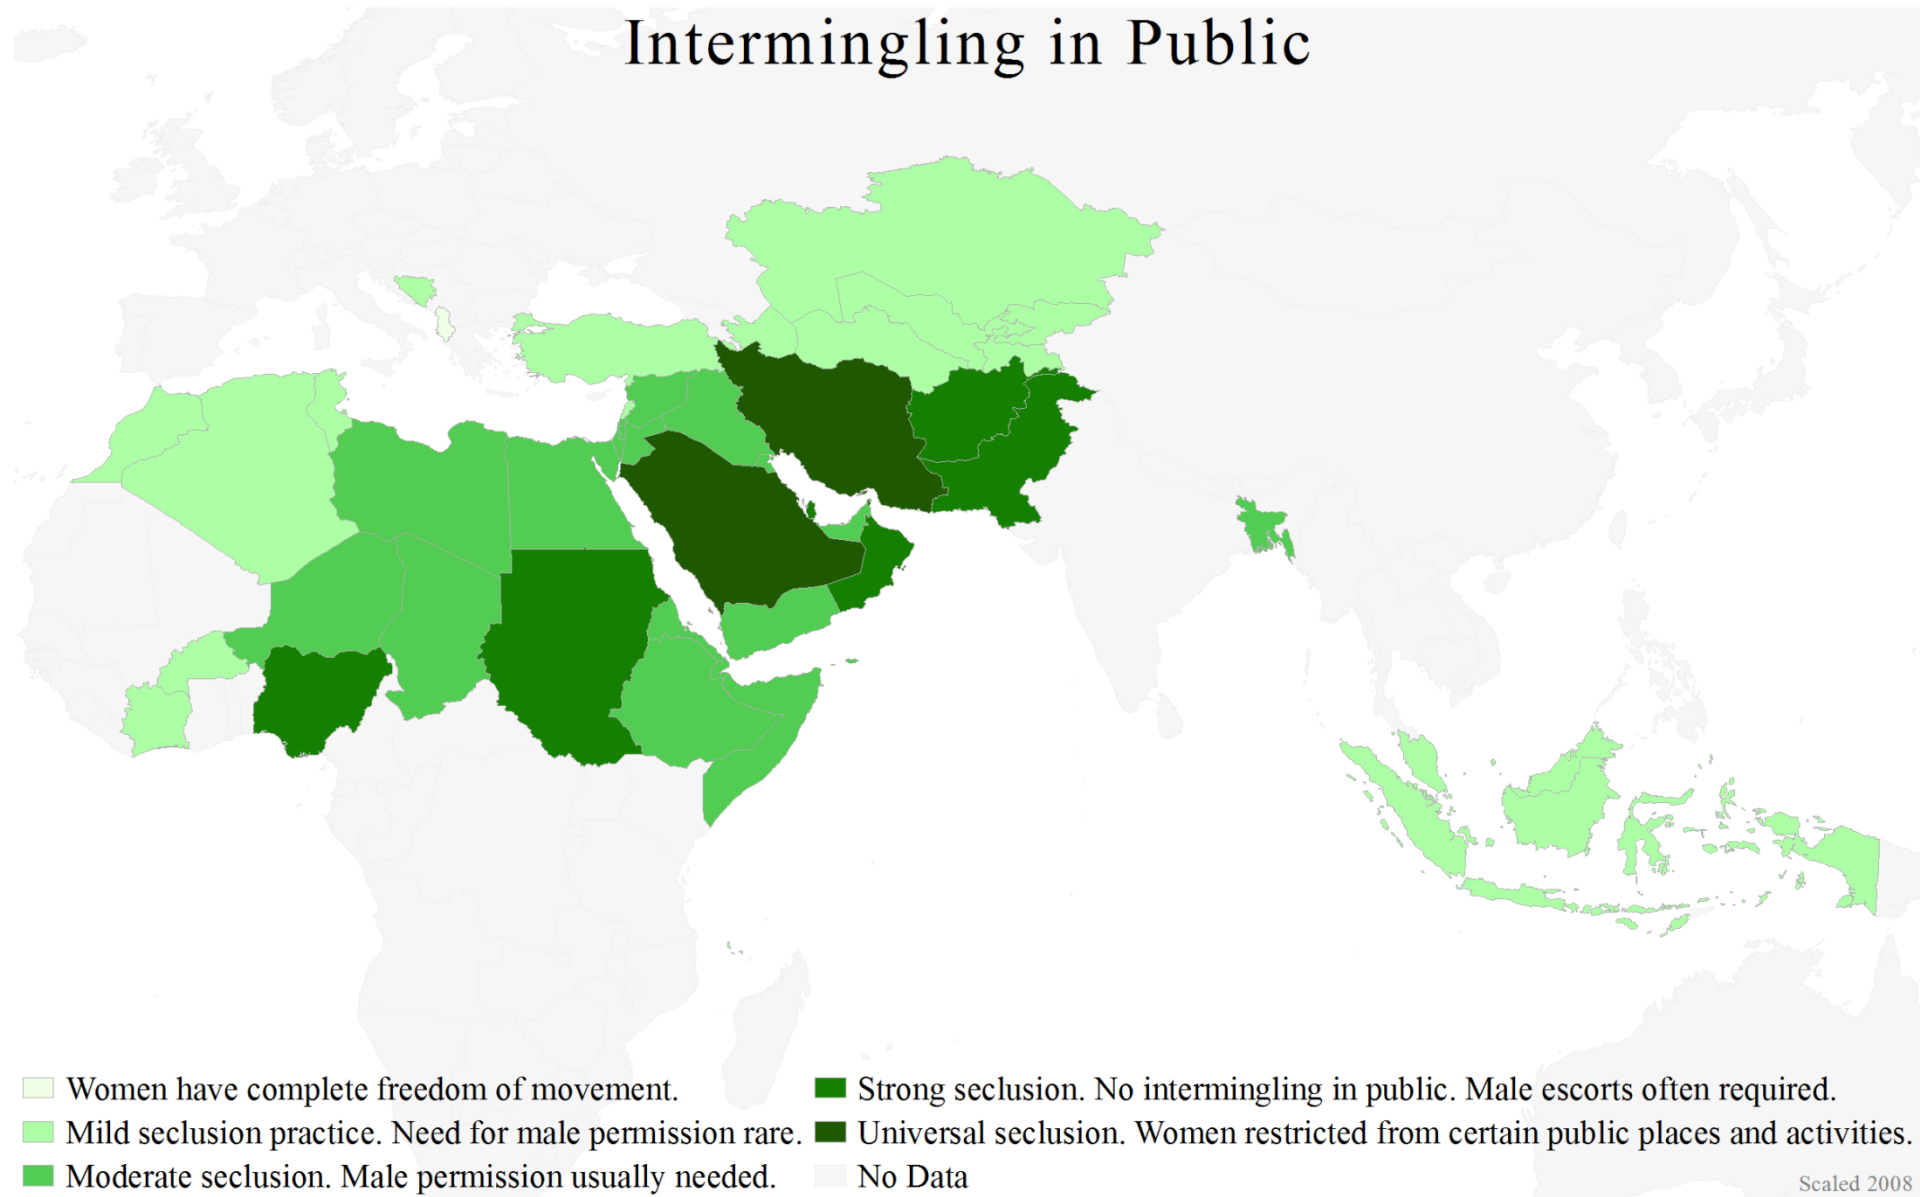 Intermingling in Public
Women have complete freedom of movement.
Mild seclusion practice. Need for male permission rare.
Moderate seclusion. Male permission usually needed.
Strong seclusion. No intermingling in public. Male escorts often required.
Universal seclusion. Women restricted from certain public places and activities.
No Data
Scaled 2008